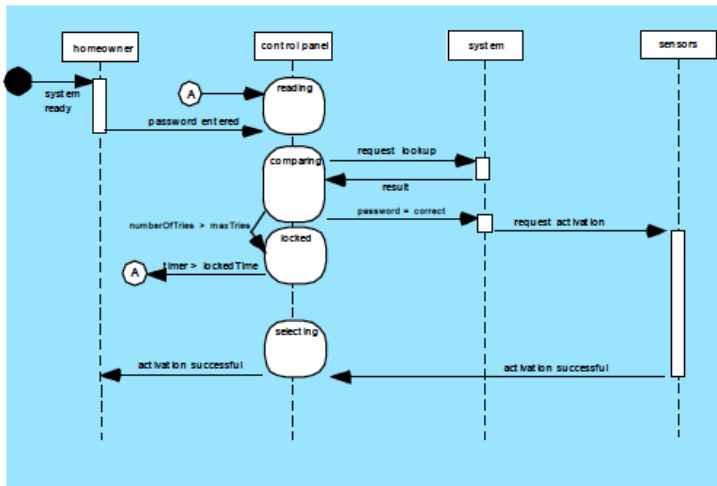 homeowner
control panel
system
sensors
system
ready
A
reading
password entered
comparing
request lookup
result
numberOfTries > maxTries
password = correct
request activation
locked
A
timer > lockedTime
selecting
activation successful
activation successful